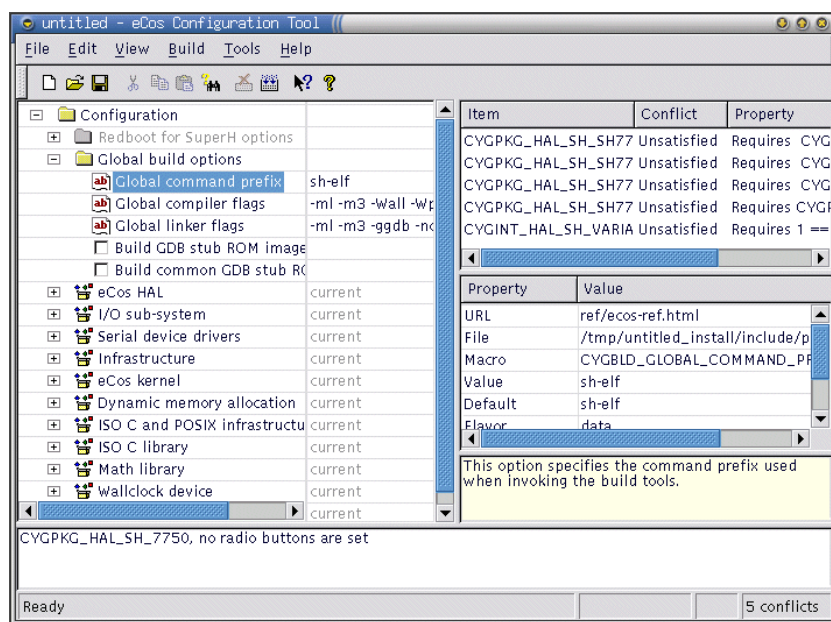 untitled - eCos Configuration Tool
File Edit View Build Tools Help
Configuration
Redboot for SuperH options
Global build options
Global command prefix sh-elf
Global compiler flags -ml -m3 -Wall -Wp
Global linker flags -ml -m3 -ggdb -no
Build GDB stub ROM image
Build common GDB stub RO
eCos HAL current
I/O sub-system current
Serial device drivers current
Infrastructure current
eCos kernel current
Dynamic memory allocation current
ISO C and POSIX infrastructu current
ISO C library current
Math library current
Wallclock device current
current
Item Conflict Property
CYGPKG_HAL_SH_SH77 Unsatisfied Requires CYG
CYGPKG_HAL_SH_SH77 Unsatisfied Requires CYG
CYGPKG_HAL_SH_SH77 Unsatisfied Requires CYG
CYGPKG_HAL_SH_SH77 Unsatisfied Requires CYGF
CYGINT_HAL_SH_VARIA Unsatisfied Requires 1 ==
Property Value
URL ref/ecos-ref.html
File /tmp/untitled_install/include/p
Macro CYGBLD_GLOBAL_COMMAND_PR
Value sh-elf
Default sh-elf
Flavor data
This option specifies the command prefix used
when invoking the build tools.
CYGPKG_HAL_SH_7750, no radio buttons are set
Ready 5 conflicts